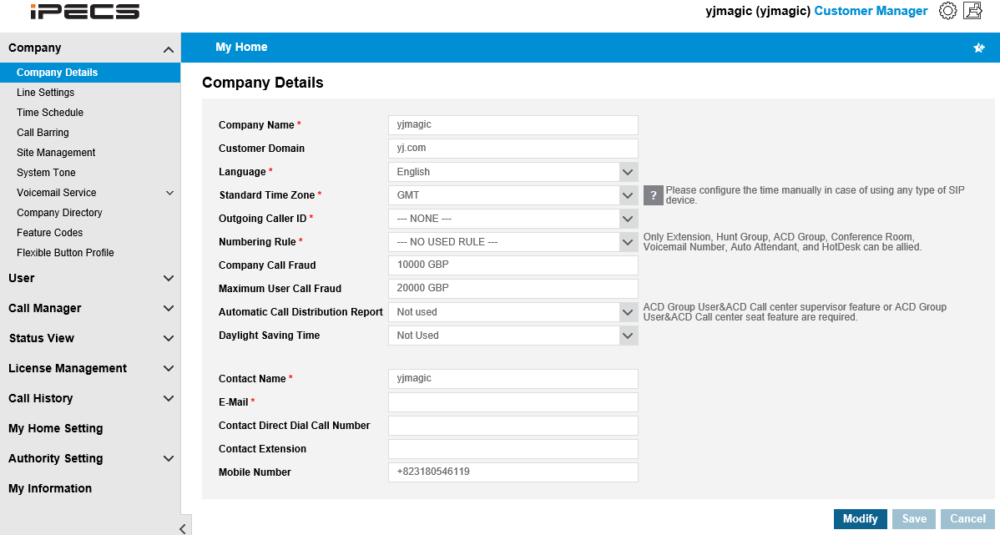 iPECS
yjmagic (yjmagic) Customer Manager
Company
Company Details
Line Settings
Time Schedule
Call Barring
Site Management
System Tone
Voicemail Service
Company Directory
Feature Codes
Flexible Button Profile
User
Call Manager
Status View
License Management
Call History
My Home Setting
Authority Setting
My Information
My Home
Company Details
Company Name * yjmagic
Customer Domain yj.com
Language * English
Standard Time Zone * GMT ? Please configure the time manually in case of using any type of SIP
device.
Outgoing Caller ID * --- NONE ---
Numbering Rule * --- NO USED RULE --- Only Extension, Hunt Group, ACD Group, Conference Room,
Voicemail Number, Auto Attendant, and HotDesk can be allied.
Company Call Fraud 10000 GBP
Maximum User Call Fraud 20000 GBP
Automatic Call Distribution Report Not used ACD Group User&ACD Call center supervisor feature or ACD Group
User&ACD Call center seat feature are required.
Daylight Saving Time Not Used
Contact Name * yjmagic
E-Mail *
Contact Direct Dial Call Number
Contact Extension
Mobile Number +823180546119
Modify Save Cancel